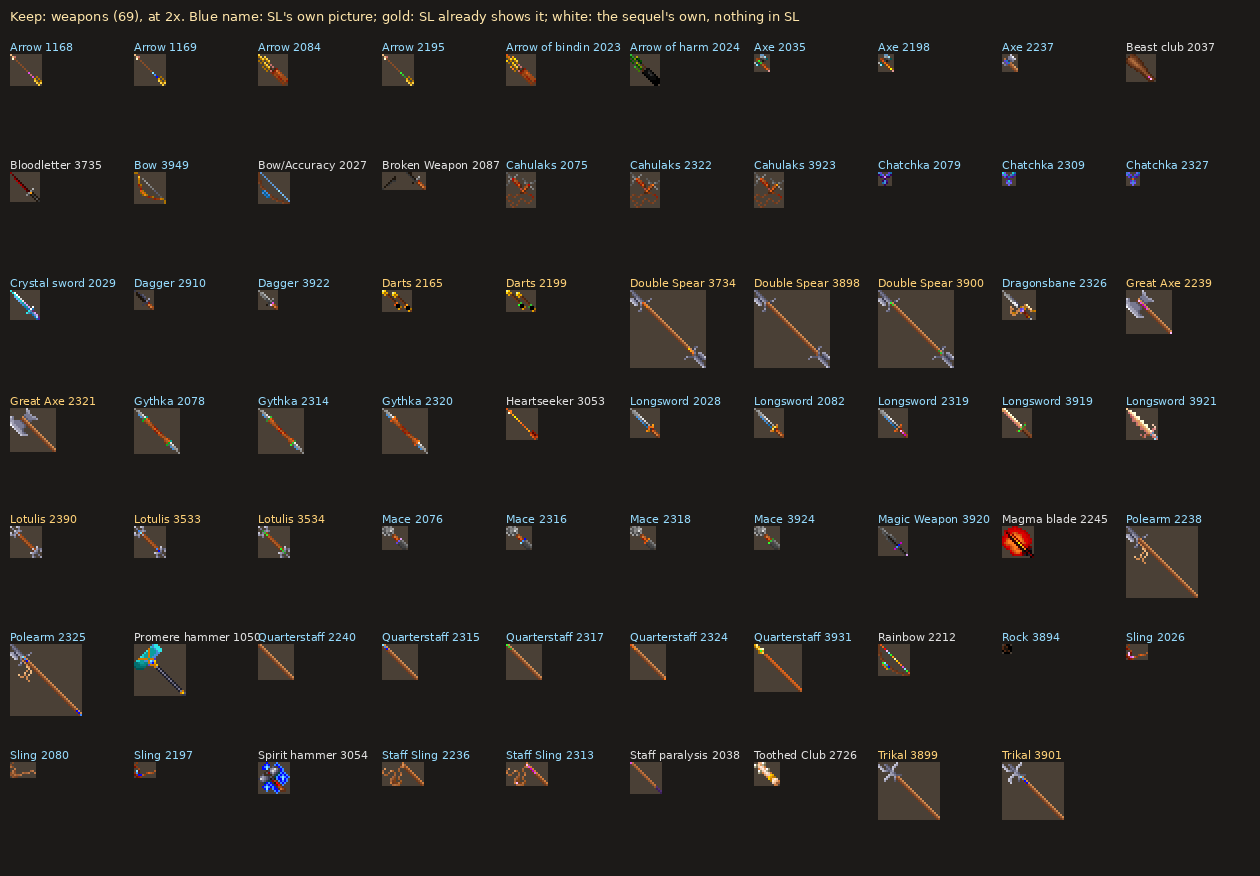 Keep: weapons (69), at 2x. Blue name: SL's own picture; gold: SL already shows it; white: the sequel's own, nothing in SL
Arrow 1168 Arrow 1169 Arrow 2084 Arrow 2195 Arrow of bindin 2023 Arrow of harm 2024 Axe 2035 Axe 2198 Axe 2237 Beast club 2037
Bloodletter 3735 Bow 3949 Bow/Accuracy 2027 Broken Weapon 2087 Cahulaks 2075 Cahulaks 2322 Cahulaks 3923 Chatchka 2079 Chatchka 2309 Chatchka 2327
Crystal sword 2029 Dagger 2910 Dagger 3922 Darts 2165 Darts 2199 Double Spear 3734 Double Spear 3898 Double Spear 3900 Dragonsbane 2326 Great Axe 2239
Great Axe 2321 Gythka 2078 Gythka 2314 Gythka 2320 Heartseeker 3053 Longsword 2028 Longsword 2082 Longsword 2319 Longsword 3919 Longsword 3921
Lotulis 2390 Lotulis 3533 Lotulis 3534 Mace 2076 Mace 2316 Mace 2318 Mace 3924 Magic Weapon 3920 Magma blade 2245 Polearm 2238
Polearm 2325 Promere hammer 1050 Quarterstaff 2240 Quarterstaff 2315 Quarterstaff 2317 Quarterstaff 2324 Quarterstaff 3931 Rainbow 2212 Rock 3894 Sling 2026
Sling 2080 Sling 2197 Spirit hammer 3054 Staff Sling 2236 Staff Sling 2313 Staff paralysis 2038 Toothed Club 2726 Trikal 3899 Trikal 3901